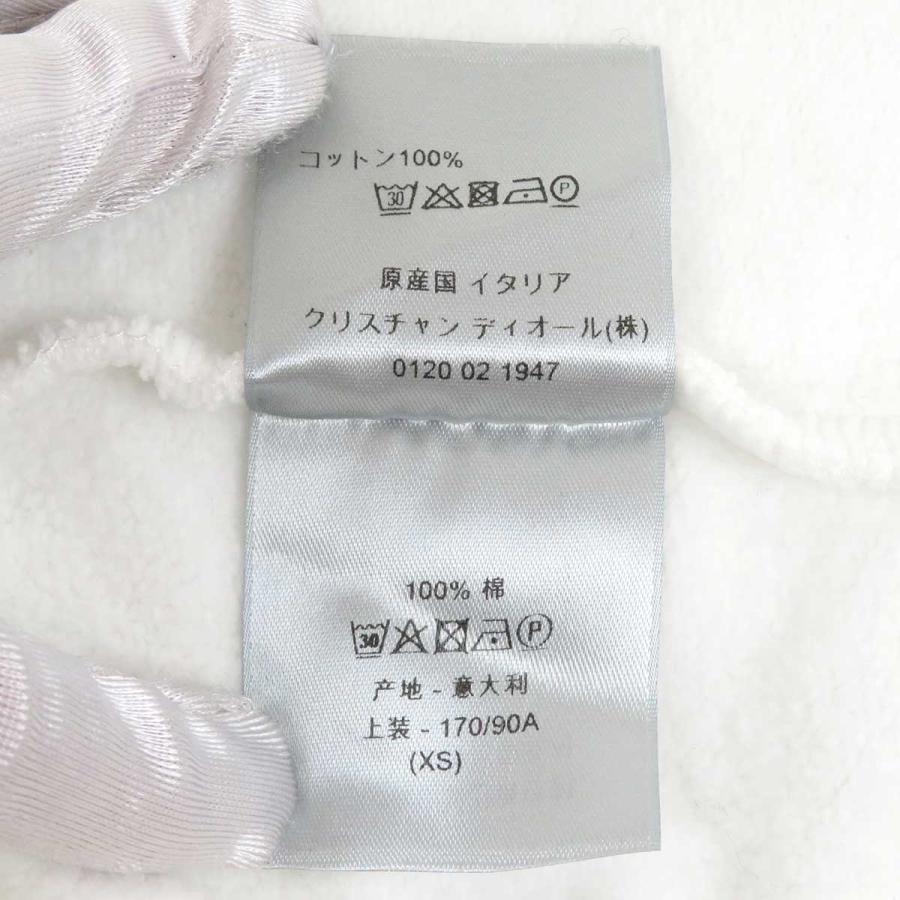 コットン100%
30 P
原産国 イタリア
クリスチャン ディオール(株)
0120 02 1947
100% 棉
30 P
产地 - 意大利
上装 - 170/90A
(XS)